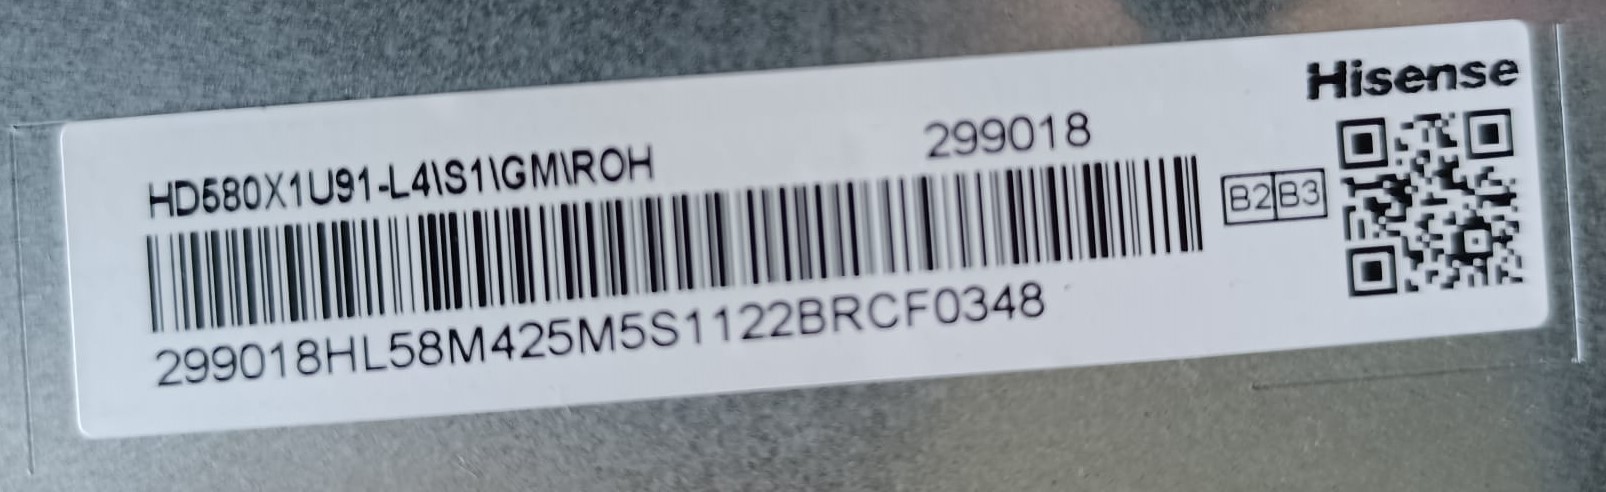 Hisense
HD580X1U91-L4\S1\GM\ROH
299018
B2 B3
299018HL58M425M5S1122BRCF0348